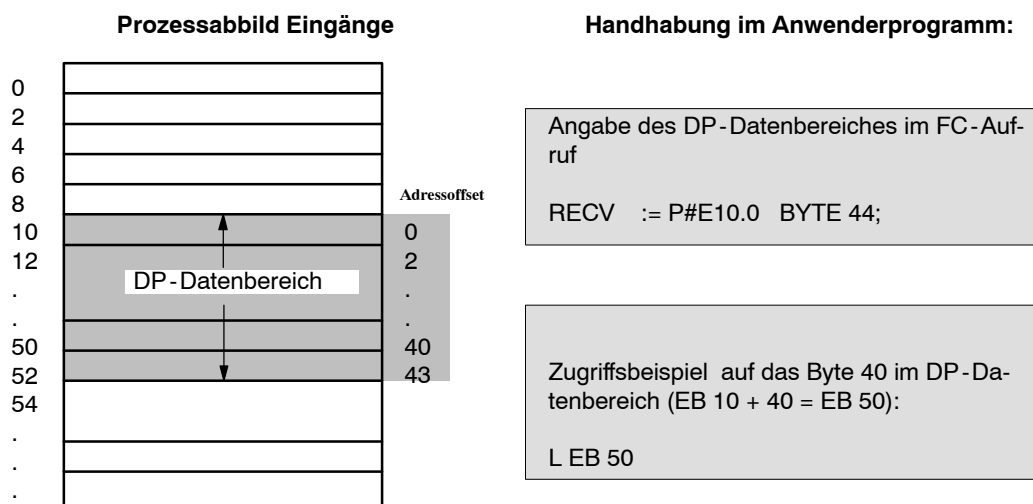 Prozessabbild Eingänge
0
2
4
6
8
10
12
.
.
50
52
54
.
.
.
DP-Datenbereich
Adressoffset
0
2
.
.
40
43
Handhabung im Anwenderprogramm:
Angabe des DP-Datenbereiches im FC-Auf-
ruf
RECV := P#E10.0 BYTE 44;
Zugriffsbeispiel auf das Byte 40 im DP-Da-
tenbereich (EB 10 + 40 = EB 50):
L EB 50